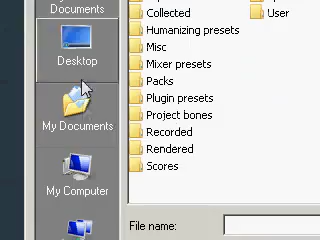 Documents
Desktop
My Documents
My Computer
Collected
Humanizing presets
Misc
Mixer presets
Packs
Plugin presets
Project bones
Recorded
Rendered
Scores
User
File name: